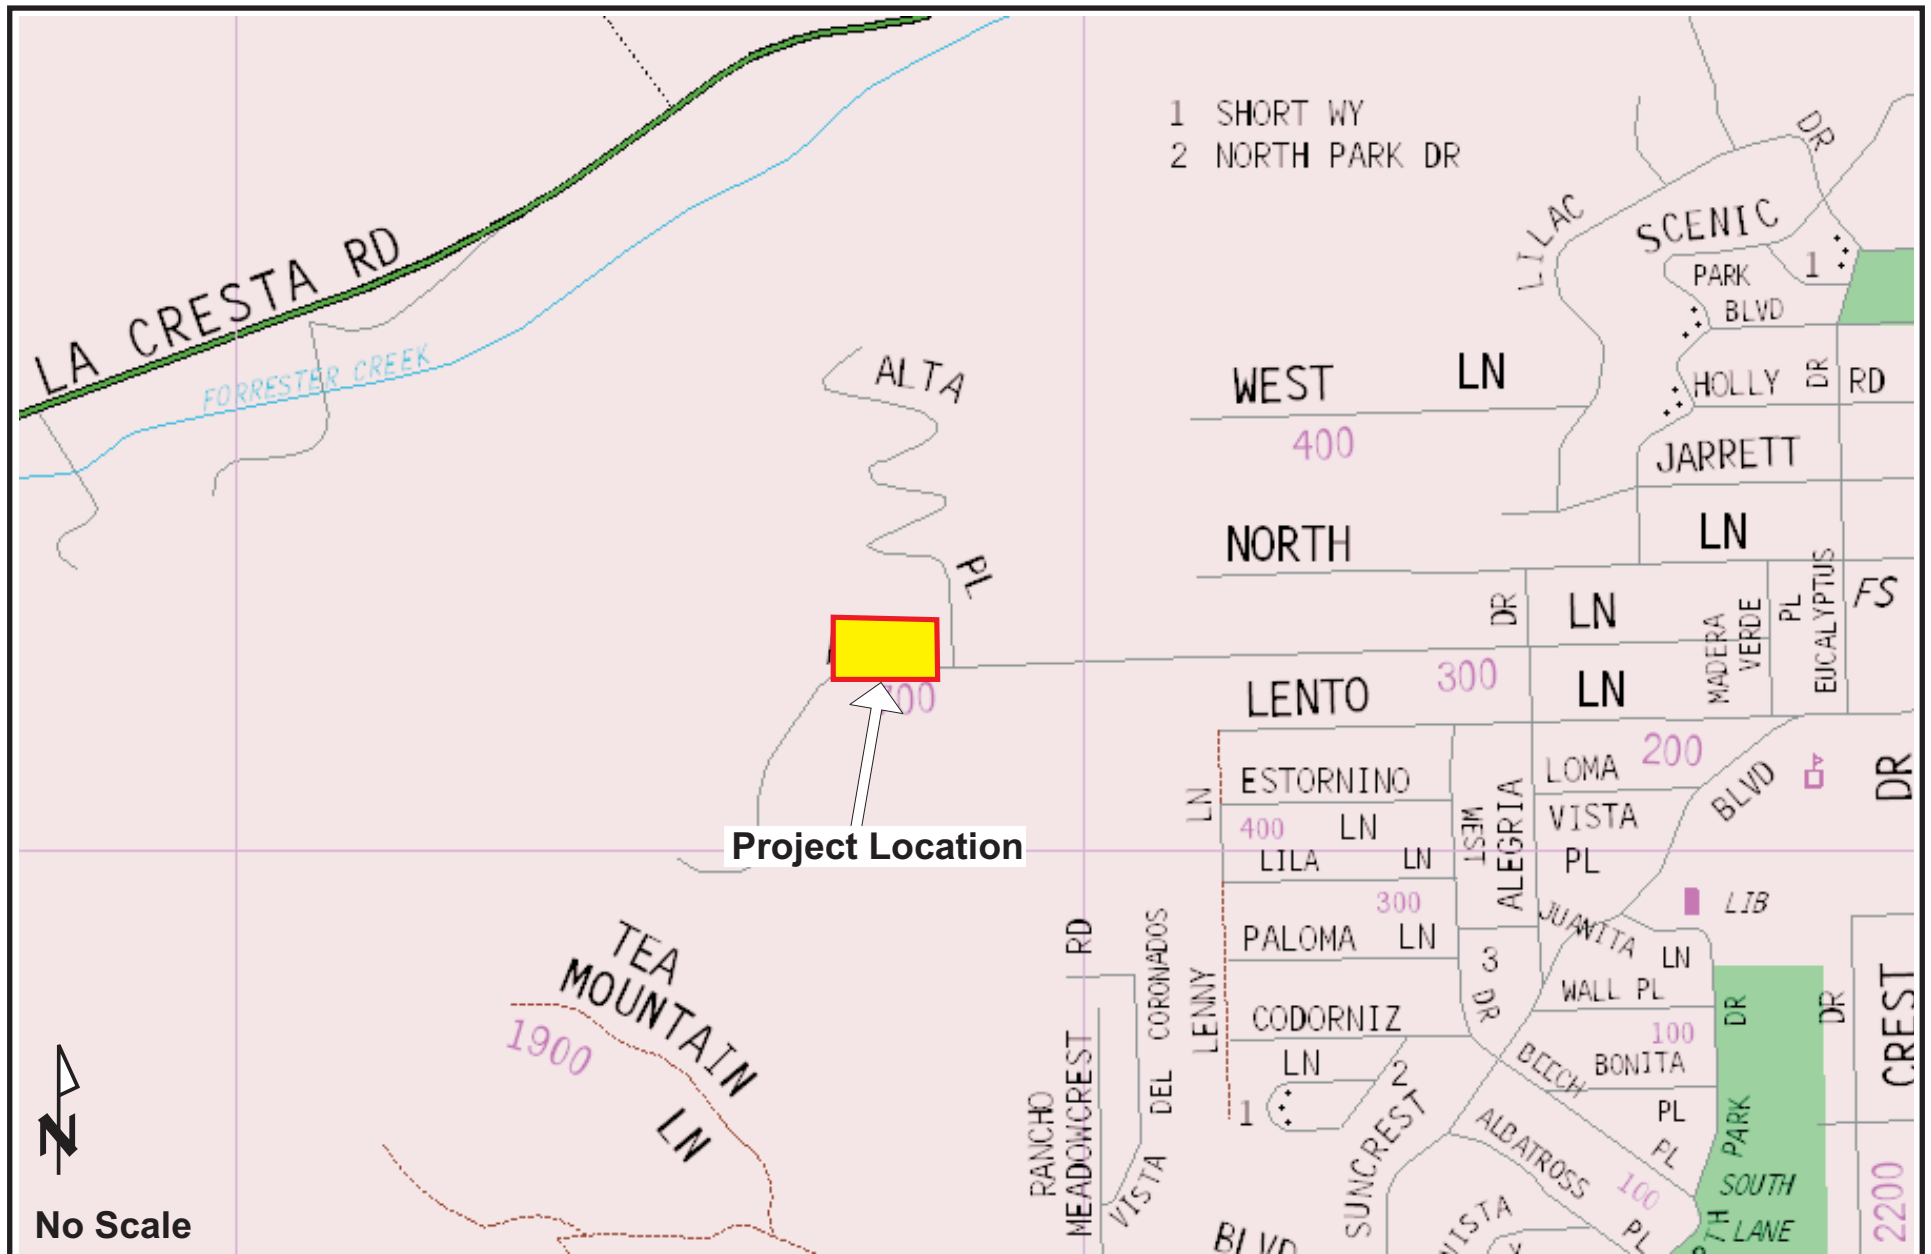 1 SHORT WY
2 NORTH PARK DR
DR
LILAC
SCENIC
1
PARK
BLVD
LA CRESTA RD
FORRESTER CREEK
ALTA
PL
WEST LN
400
HOLLY DR RD
JARRETT
NORTH LN
DR
LN
MADERA
VERDE
PL
EUCALYPTUS
FS
300
LENTO LN
Project Location
ESTORNINO
LN
400 LN
LILA LN
WEST
ALEGRIA
LOMA 200
VISTA
PL
BLVD
DR
300
PALOMA LN
3
DR
JUANITA
LN
LIB
WALL PL
100
DR
DR
CREST
TEA
MOUNTAIN
LN
1900
RD
RANCHO
MEADOWCREST
VISTA DEL CORONADOS
LENNY
CODORNIZ
LN
2
1
BEECH
PL
BONITA
PL
ALBATROSS
PL
100
SUNCREST
BLVD
PARK
SOUTH
LANE
2200
N
No Scale